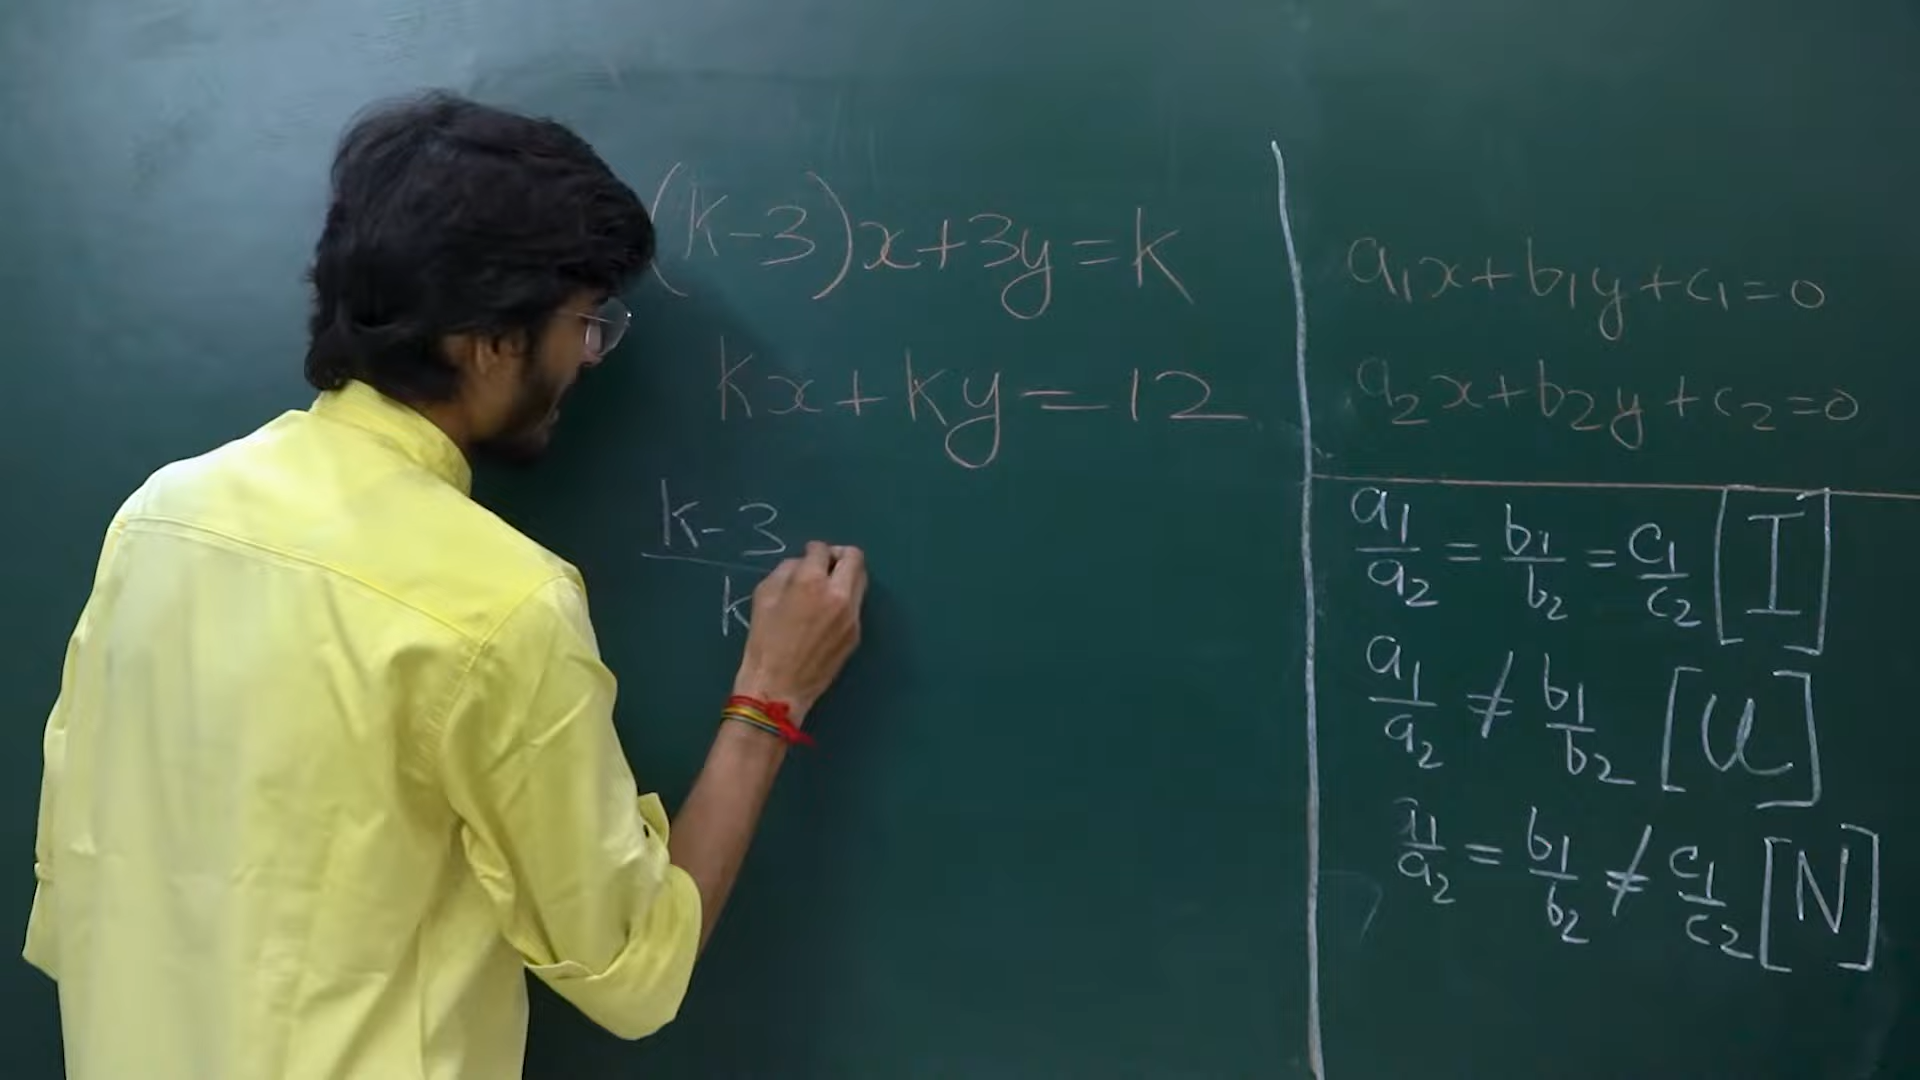 (k-3)x+3y=k
kx+ky=12
k-3
k
a₁x+b₁y+c₁=0
a₂x+b₂y+c₂=0
a₁/a₂ = b₁/b₂ = c₁/c₂ [I]
a₁/a₂ ≠ b₁/b₂ [U]
a₁/a₂ = b₁/b₂ ≠ c₁/c₂ [N]